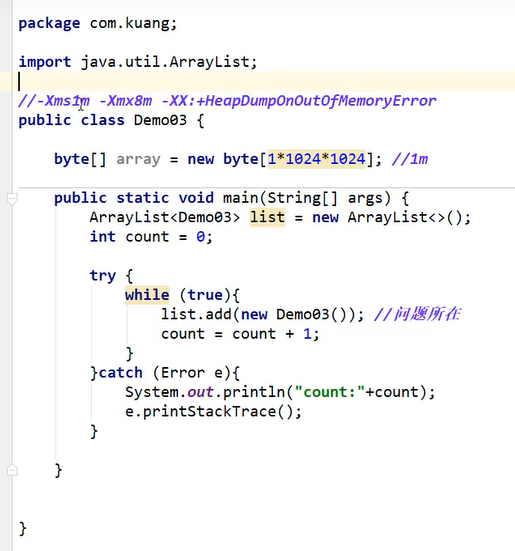 package com.kuang;
import java.util.ArrayList;
//-Xms1m -Xmx8m -XX:+HeapDumpOnOutOfMemoryError
public class Demo03 {
byte[] array = new byte[1*1024*1024]; //1m
public static void main(String[] args) {
ArrayList<Demo03> list = new ArrayList<>();
int count = 0;
try {
while (true){
list.add(new Demo03()); //问题所在
count = count + 1;
}
}catch (Error e){
System.out.println("count:"+count);
e.printStackTrace();
}
}
}